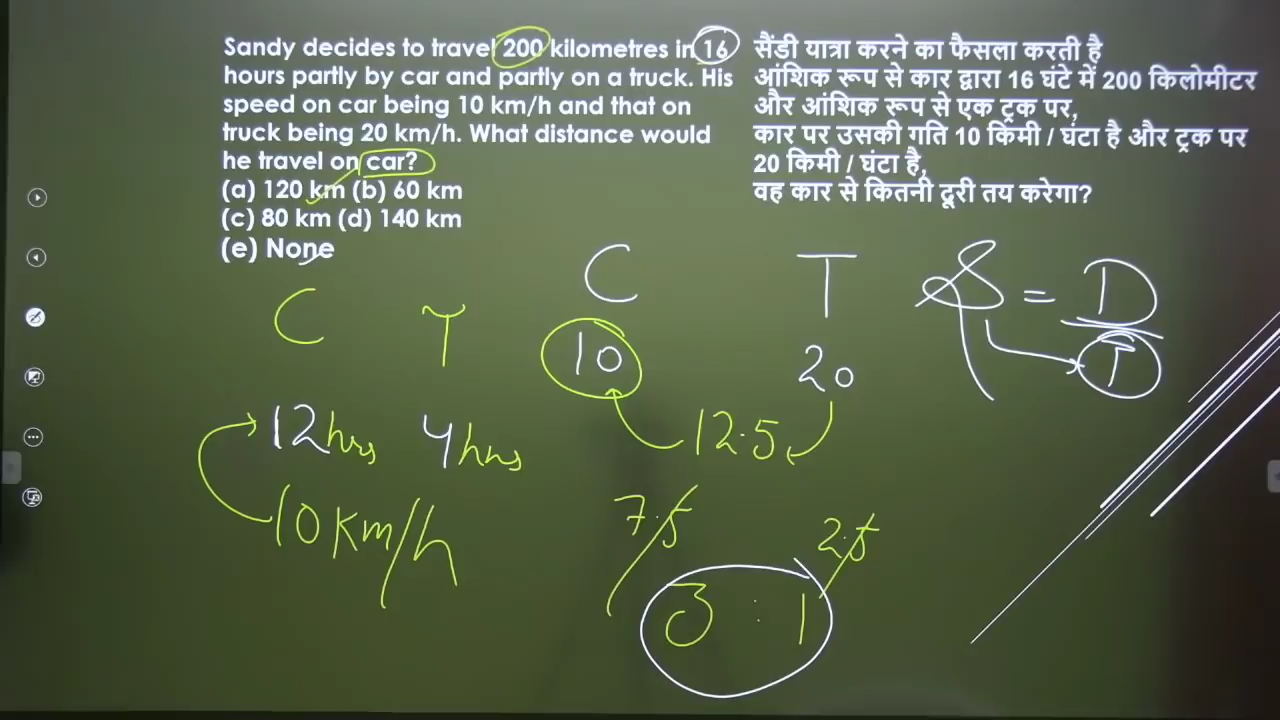 Sandy decides to travel 200 kilometres in 16
hours partly by car and partly on a truck. His
speed on car being 10 km/h and that on
truck being 20 km/h. What distance would
he travel on car?
(a) 120 km (b) 60 km
(c) 80 km (d) 140 km
(e) None
सैंडी यात्रा करने का फैसला करती है
आंशिक रूप से कार द्वारा 16 घंटे में 200 किलोमीटर
और आंशिक रूप से एक ट्रक पर,
कार पर उसकी गति 10 किमी / घंटा है और ट्रक पर
20 किमी / घंटा है,
वह कार से कितनी दूरी तय करेगा?
C T
12hrs 4hrs
10 km/h
C T
10 20
12.5
7.5 2.5
3 : 1
S = D
T